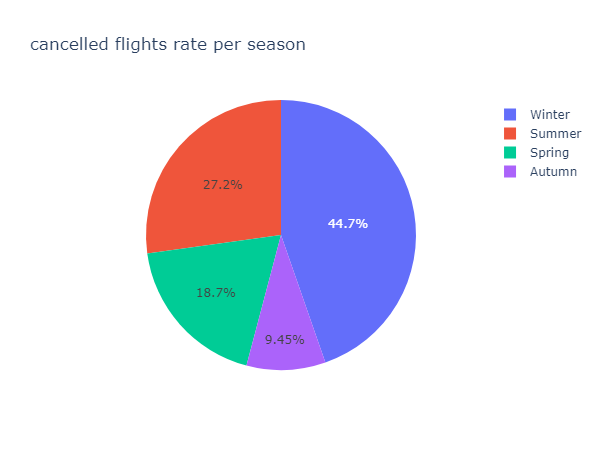 cancelled flights rate per season
Winter
Summer
Spring
Autumn
27.2%
44.7%
18.7%
9.45%